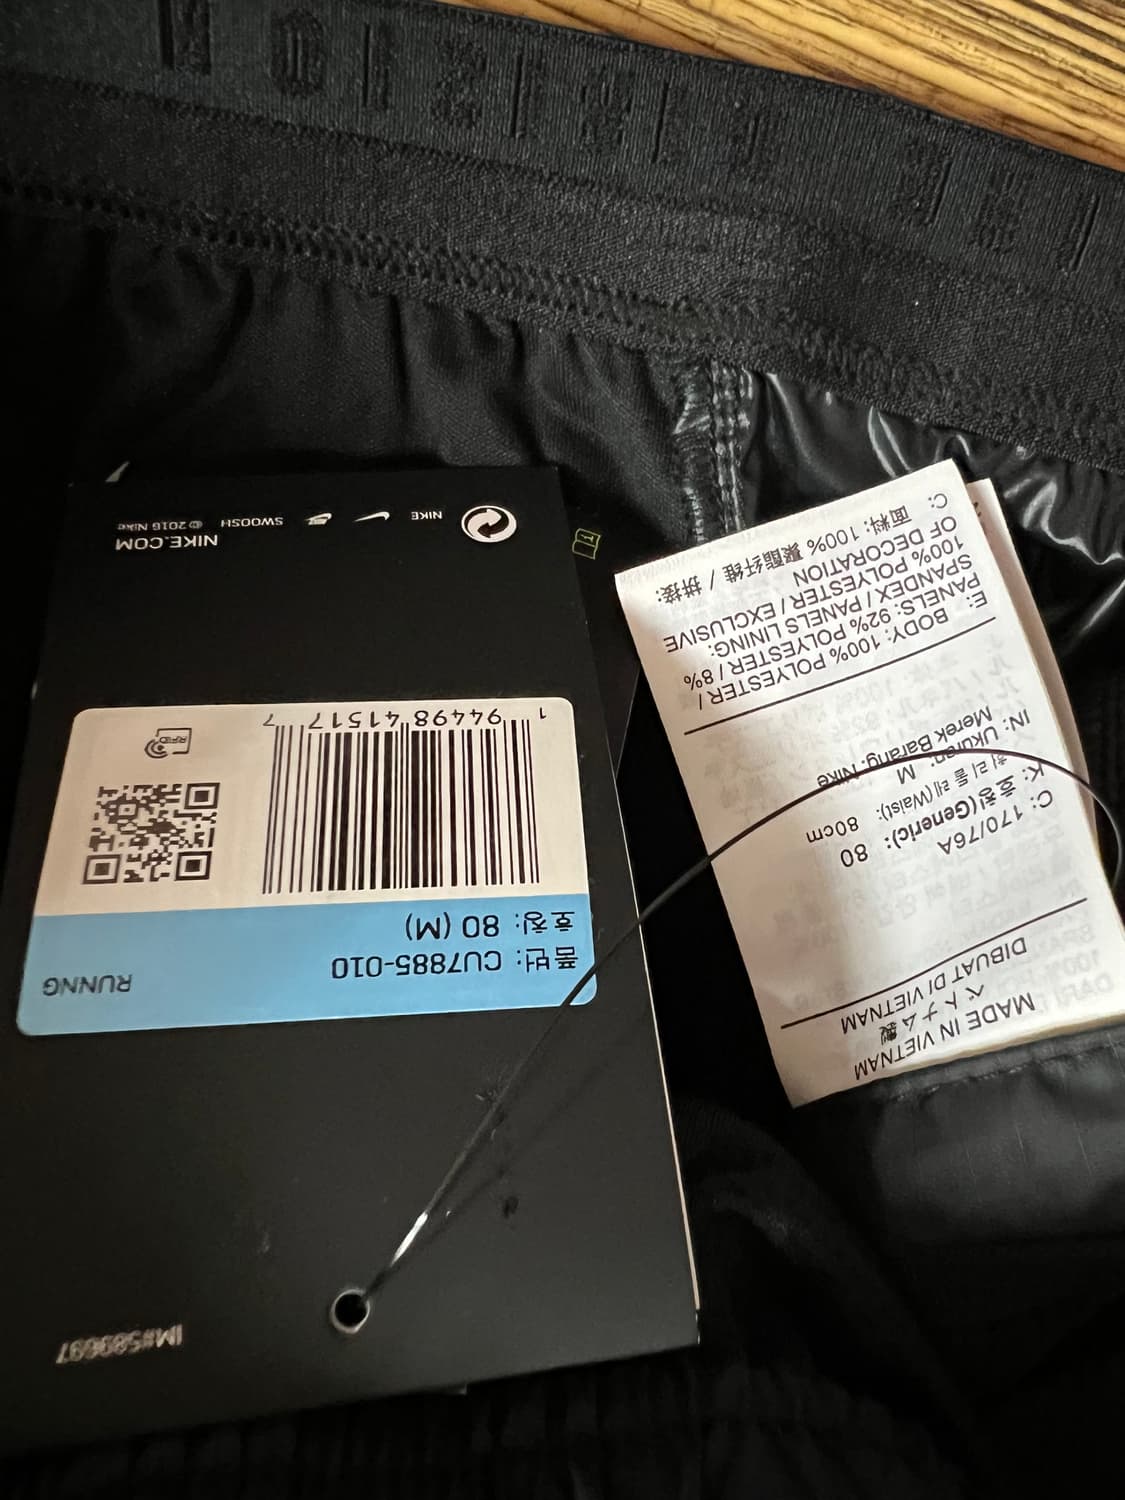 IM#589697
품번: CU7885-010
RUNNG
호칭: 80 (M)
1 94498 41517 7
RFID
NIKE.COM
NIKE SWOOSH © 2016 Nike
MADE IN VIETNAM
ベトナム製
DIBUAT DI VIETNAM
C: 170/76A
K: 호칭(Generic): 80
허리둘레(Waist): 80cm
IN: Ukuran: M
Merek Barang: Nike
E: BODY: 100% POLYESTER /
PANELS: 92% POLYESTER / 8%
SPANDEX / PANELS LINING:
100% POLYESTER / EXCLUSIVE
OF DECORATION
C: 面料: 100% 聚酯纤维 / 拼接: